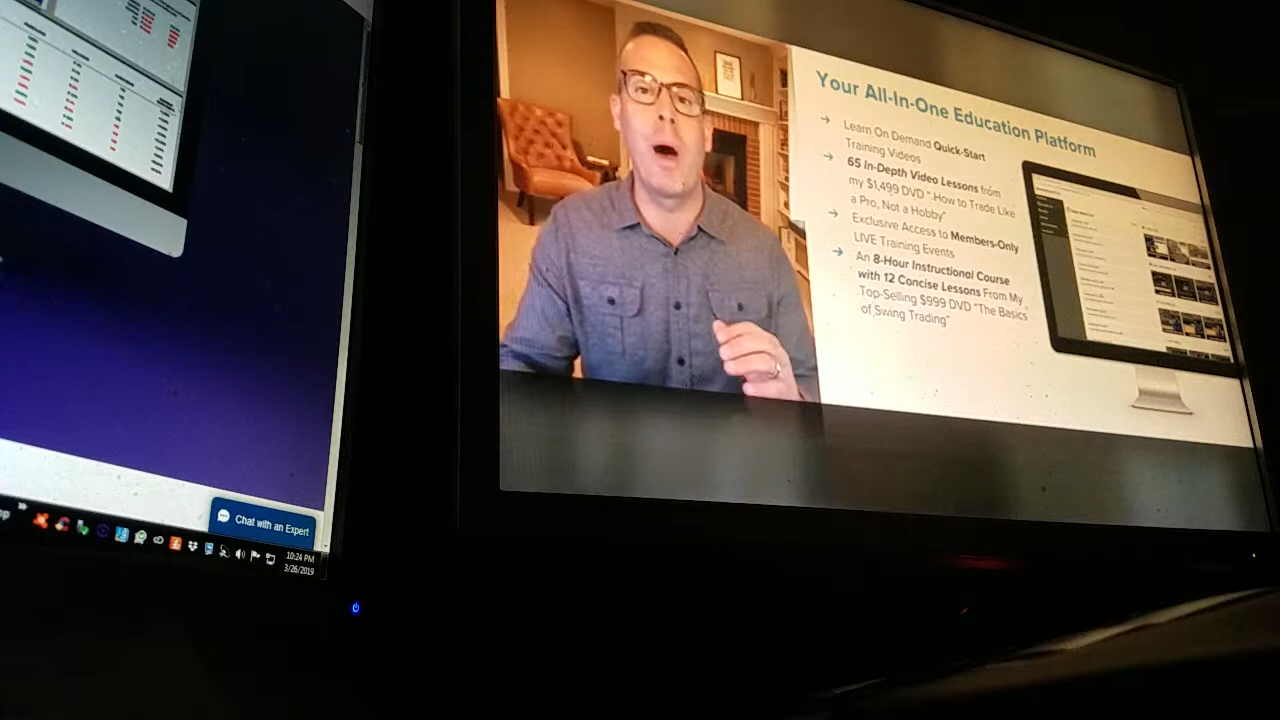 Your All-In-One Education Platform
Learn On Demand Quick-Start
Training Videos
65 In-Depth Video Lessons from
my $1,499 DVD "How to Trade Like
a Pro, Not a Hobby"
Exclusive Access to Members-Only
LIVE Training Events
An 8-Hour Instructional Course
with 12 Concise Lessons From My
Top-Selling $999 DVD "The Basics
of Swing Trading"
Chat with an Expert
10:24 PM
3/26/2019